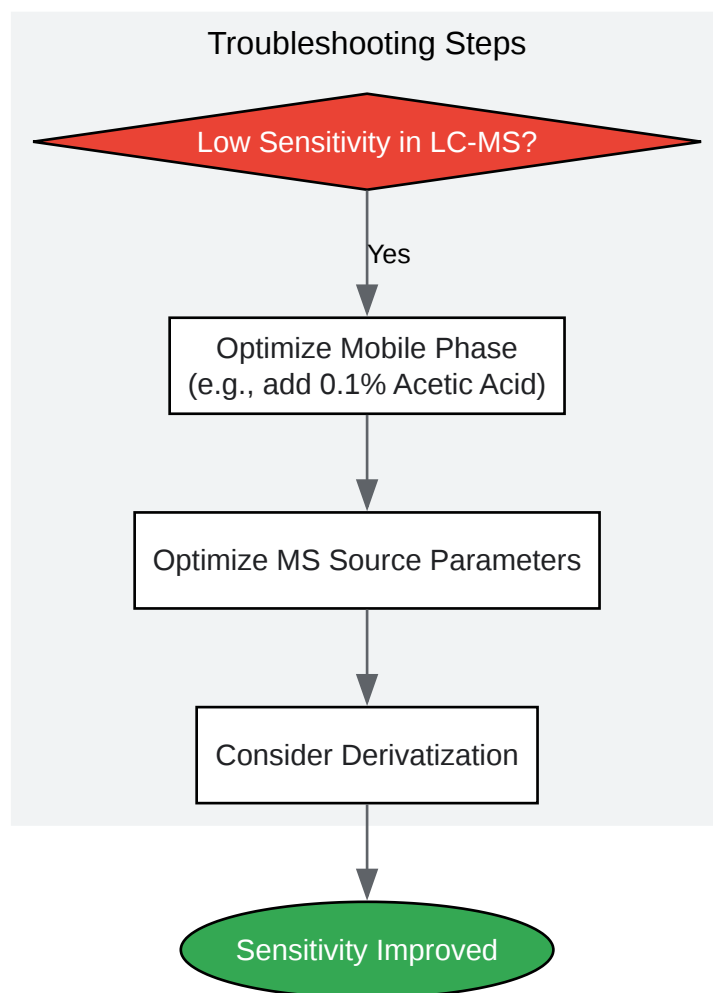 Troubleshooting Steps
Low Sensitivity in LC-MS?
Yes
Optimize Mobile Phase
(e.g., add 0.1% Acetic Acid)
Optimize MS Source Parameters
Consider Derivatization
Sensitivity Improved